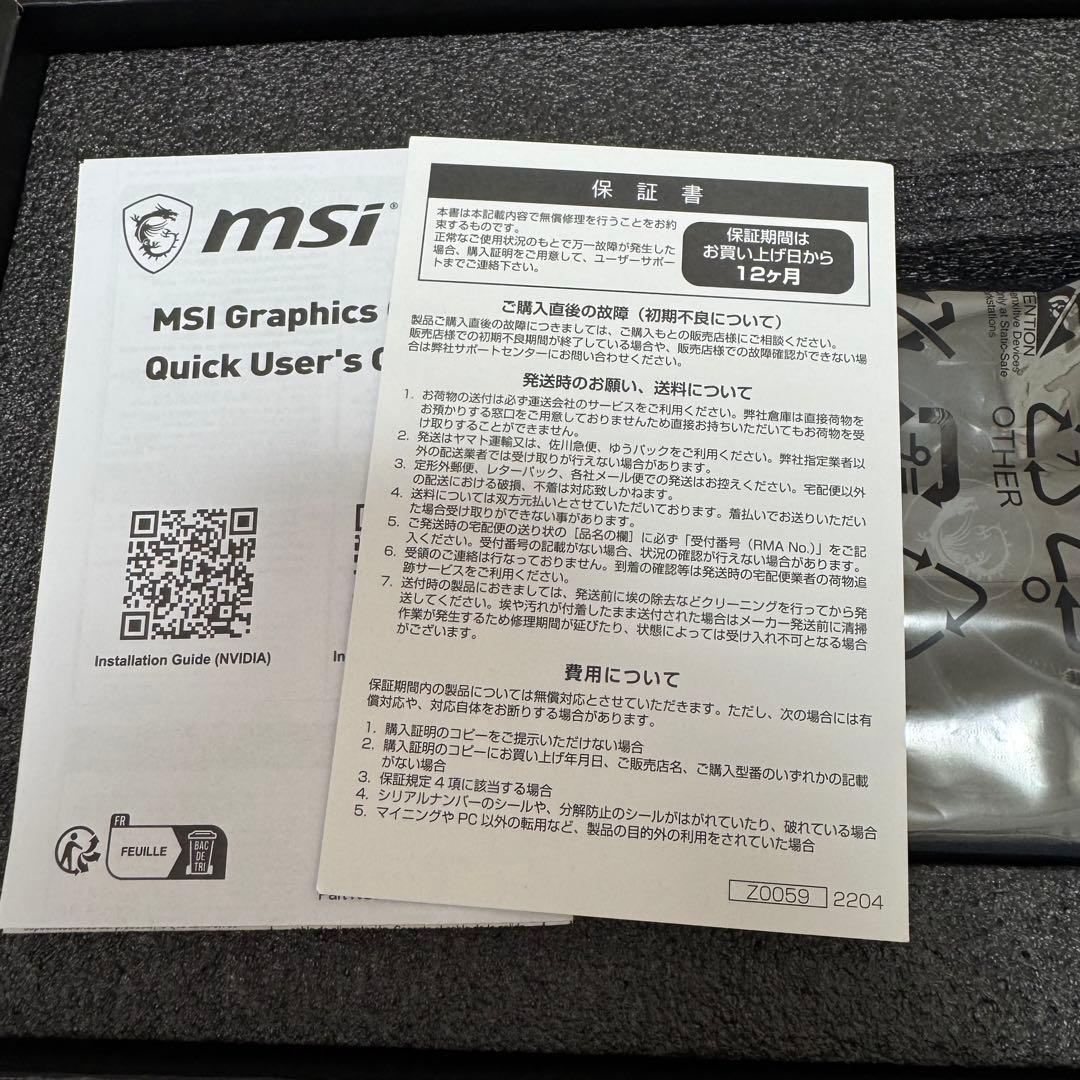 msi
MSI Graphics
Quick User's
Installation Guide (NVIDIA)
In
FR
FEUILLE
BAC
DE
TRI
保証書
本書は本記載内容で無償修理を行うことをお約
束するものです。
正常なご使用状況のもとで万一故障が発生した
場合、購入証明をご用意して、ユーザーサポー
トまでご連絡下さい。
保証期間は
お買い上げ日から
12ヶ月
ご購入直後の故障（初期不良について）
製品ご購入直後の故障につきましては、ご購入もとの販売店様にご相談ください。
販売店様での初期不良期間が終了している場合や、販売店様での故障確認ができない場
合は弊社サポートセンターにお問い合わせください。
発送時のお願い、送料について
1. お荷物の送付は必ず運送会社のサービスをご利用ください。弊社倉庫は直接荷物を
お預かりする窓口をご用意しておりませんため直接お持ちいただいてもお荷物を受
け取りすることができません。
2. 発送はヤマト運輸又は、佐川急便、ゆうパックをご利用ください。弊社指定業者以
外の配送業者では受け取りが行えない場合があります。
3. 定形外郵便、レターパック、各社メール便での発送はお控えください。宅配便以外
の配送における破損、不着は対応致しかねます。
4. 送料については双方元払いとさせていただいております。着払いでお送りいただい
た場合受け取りができない事があります。
5. ご発送時の宅配便の送り状の［品名の欄］に必ず「受付番号（RMA No.）」をご記
入ください。受付番号の記載がない場合、状況の確認が行えない場合があります。
6. 受領のご連絡は行なっておりません。到着の確認等は発送時の宅配便業者の荷物追
跡サービスをご利用ください。
7. 送付時の製品におきましては、発送前に埃の除去などクリーニングを行ってから発
送してください。埃や汚れが付着したまま送付された場合はメーカー発送前に清掃
作業が発生するため修理期間が延びたり、状態によっては受け入れ不可となる場合
がございます。
費用について
保証期間内の製品については無償対応とさせていただきます。ただし、次の場合には有
償対応や、対応自体をお断りする場合があります。
1. 購入証明のコピーをご提示いただけない場合
2. 購入証明のコピーにお買い上げ年月日、ご販売店名、ご購入型番のいずれかの記載
がない場合
3. 保証規定4項に該当する場合
4. シリアルナンバーのシールや、分解防止のシールがはがれていたり、破れている場合
5. マイニングやPC以外の転用など、製品の目的外の利用をされていた場合
Z0059 2204
TENTION
ensitive Devices
only at Static-Safe
kstations
OTHER
7